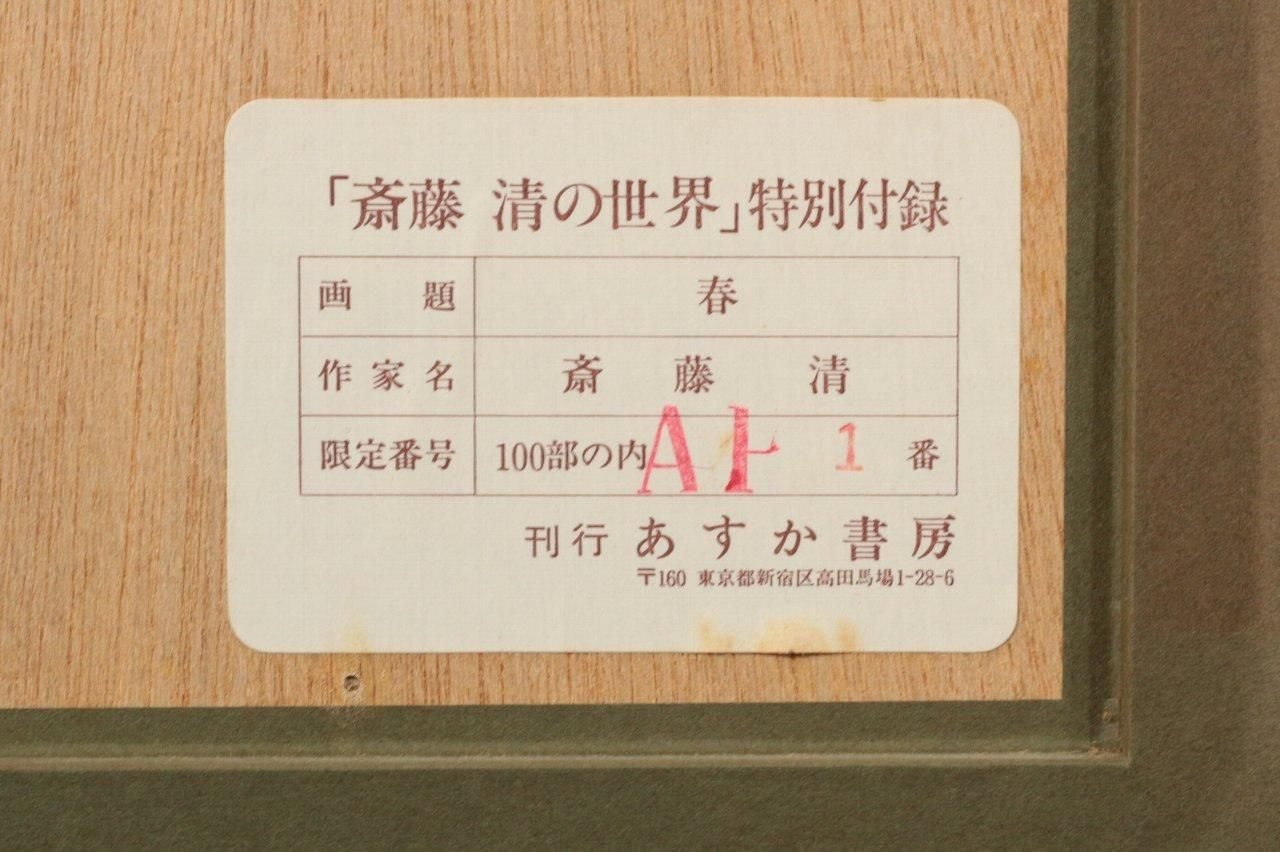 「斎藤 清の世界」特別付録
画題 春
作家名 斎藤 清
限定番号 100部の内 1 番
刊行 あすか書房
〒160 東京都新宿区高田馬場1-28-6